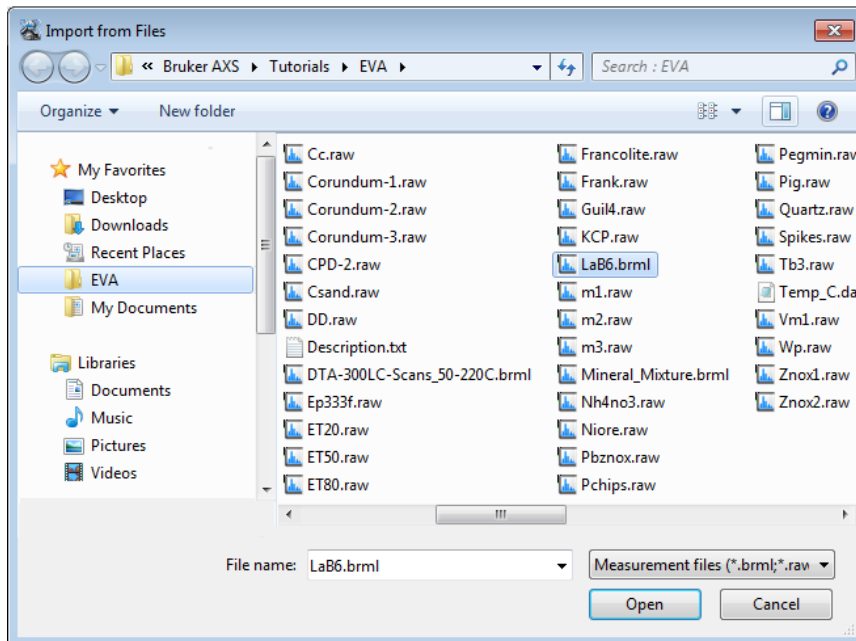 Import from Files
« Bruker AXS Tutorials EVA
Search : EVA
Organize
New folder
My Favorites
Desktop
Downloads
Recent Places
EVA
My Documents
Libraries
Documents
Music
Pictures
Videos
Cc.raw
Corundum-1.raw
Corundum-2.raw
Corundum-3.raw
CPD-2.raw
Csand.raw
DD.raw
Description.txt
DTA-300LC-Scans_50-220C.brml
Ep333f.raw
ET20.raw
ET50.raw
ET80.raw
Francolite.raw
Frank.raw
Guil4.raw
KCP.raw
LaB6.brml
m1.raw
m2.raw
m3.raw
Mineral_Mixture.brml
Nh4no3.raw
Niore.raw
Pbznox.raw
Pchips.raw
Pegmin.raw
Pig.raw
Quartz.raw
Spikes.raw
Tb3.raw
Temp_C.da
Vm1.raw
Wp.raw
Znox1.raw
Znox2.raw
File name: LaB6.brml
Measurement files (*.brml;*.raw
Open
Cancel